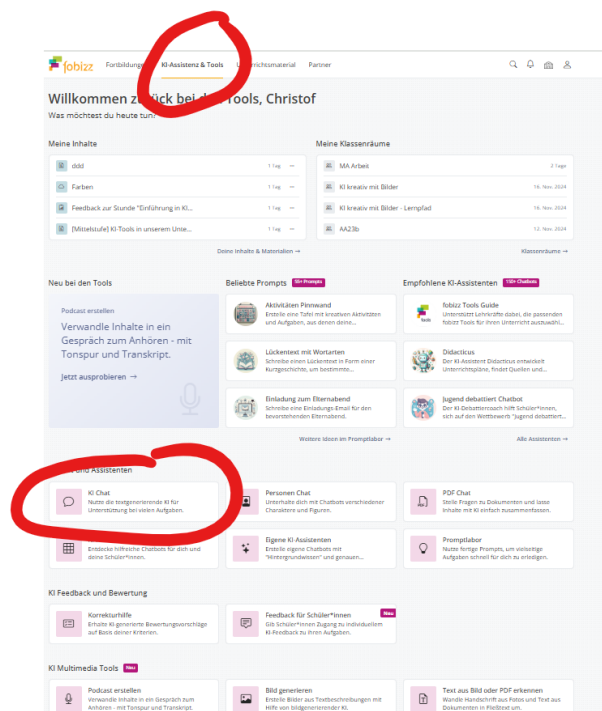 fobizz
KI-Assistenz & Tools
Partner
Willkommen zurück bei Tools, Christof
Was möchtest du heute tun?
Meine Inhalte
ddd
1 Tag
Farben
1 Tag
Feedback zur Stunde "Einführung in KI...
1 Tag
[Mittelstufe] KI-Tools in unserem Unte...
1 Tag
Deine Inhalte & Materialien →
Meine Klassenräume
MA Arbeit
2 Tage
KI kreativ mit Bilder
16. Nov. 2024
KI kreativ mit Bilder - Lernpfad
16. Nov. 2024
AA23b
12. Nov. 2024
Klassenräume →
Neu bei den Tools
Podcast erstellen
Verwandle Inhalte in ein
Gespräch zum Anhören - mit
Tonspur und Transkript.
Jetzt ausprobieren →
Beliebte Prompts 55+ Prompts
Aktivitäten Pinnwand
Erstelle eine Tafel mit kreativen Aktivitäten
und Aufgaben, aus denen deine...
Lückentext mit Wortarten
Schreibe einen Lückentext in Form einer
Kurzgeschichte, um bestimmte...
Einladung zum Elternabend
Schreibe eine Einladungs-Email für den
bevorstehenden Elternabend.
Weitere Ideen im Promptlabor →
Empfohlene KI-Assistenten 150+ Chatbots
fobizz Tools Guide
Unterstützt Lehrkräfte dabei, die passenden
fobizz Tools für ihren Unterricht auszuwähl...
Didacticus
Der KI-Assistent Didacticus entwickelt
Unterrichtspläne, findet Quellen und...
Jugend debattiert Chatbot
Der KI-Debattiercoach hilft Schüler*innen,
sich auf den Wettbewerb "Jugend debattiert...
Alle Assistenten →
und Assistenten
KI Chat
Nutze die textgenerierende KI für
Unterstützung bei vielen Aufgaben.
Personen Chat
Unterhalte dich mit Chatbots verschiedener
Charaktere und Figuren.
PDF Chat
Stelle Fragen zu Dokumenten und lasse
Inhalte mit KI einfach zusammenfassen.
Entdecke hilfreiche Chatbots für dich und
deine Schüler*innen.
Eigene KI-Assistenten
Erstelle eigene Chatbots mit
"Hintergrundwissen" und genauen...
Promptlabor
Nutze fertige Prompts, um vielseitige
Aufgaben schnell für dich zu erledigen.
KI Feedback und Bewertung
Korrekturhilfe
Erhalte KI-generierte Bewertungsvorschläge
auf Basis deiner Kriterien.
Feedback für Schüler*innen Neu
Gib Schüler*innen Zugang zu individuellem
KI-Feedback zu ihren Aufgaben.
KI Multimedia Tools Neu
Podcast erstellen
Verwandle Inhalte in ein Gespräch zum
Anhören - mit Tonspur und Transkript.
Bild generieren
Erstelle Bilder aus Textbeschreibungen mit
Hilfe von bildgenerierender KI.
Text aus Bild oder PDF erkennen
Wandle Handschrift aus Fotos und Text aus
Dokumenten in Fließtext um.